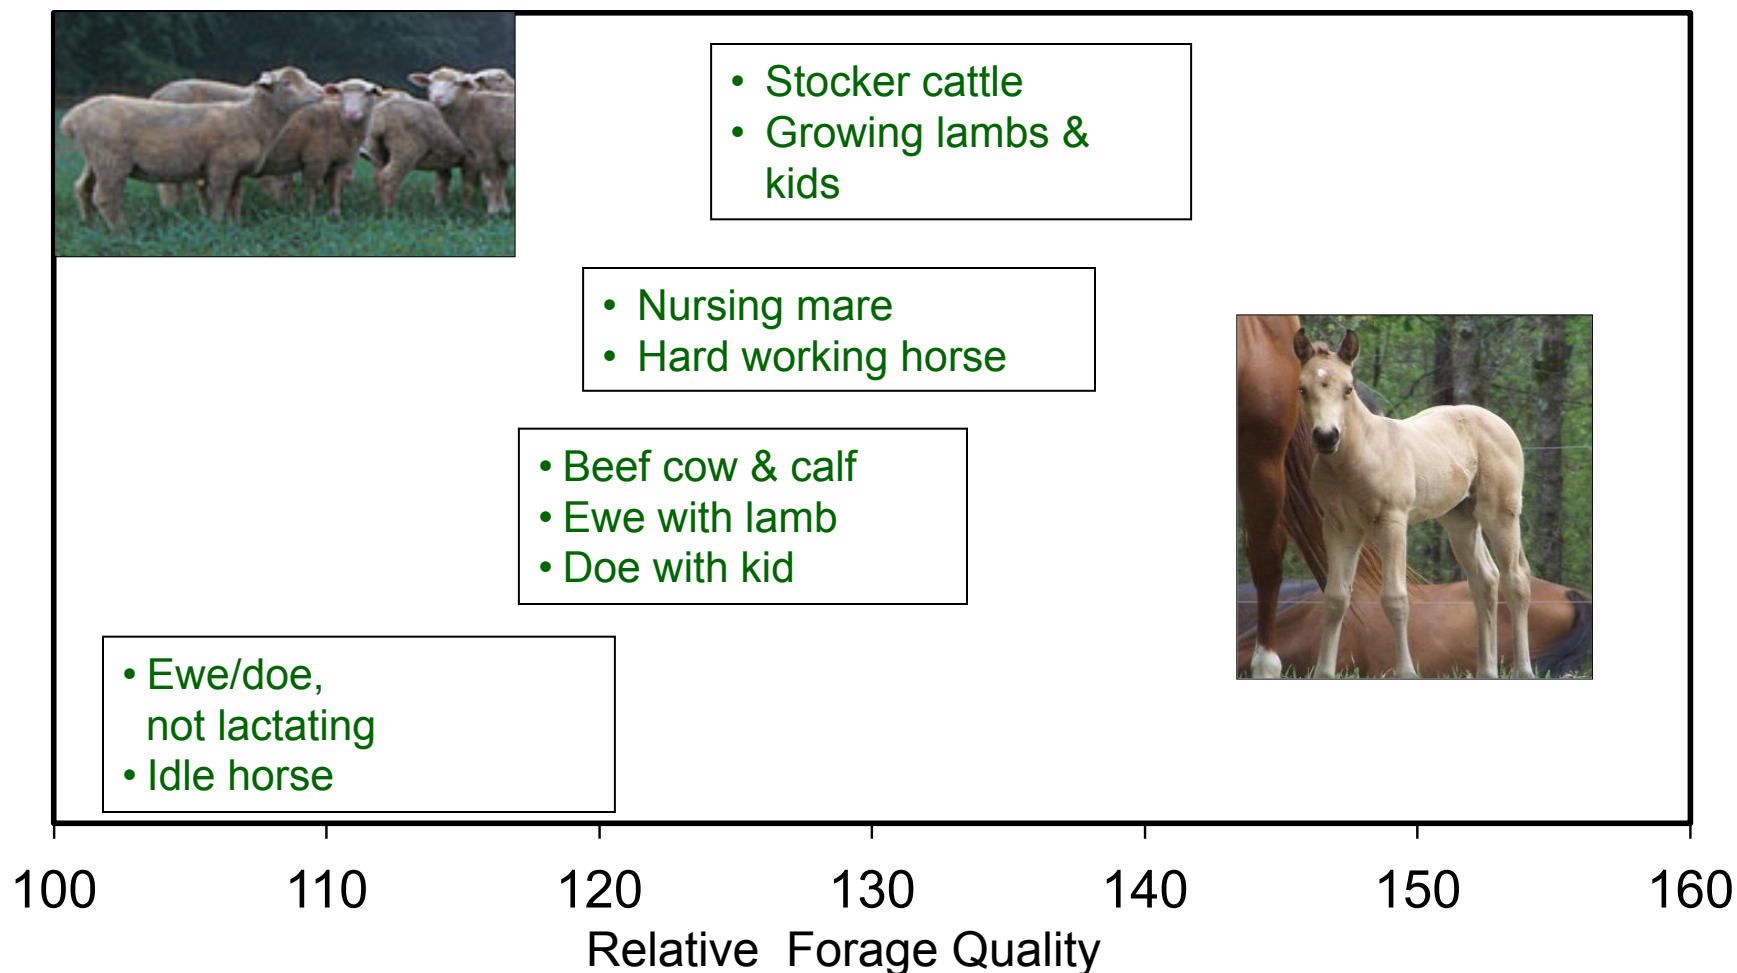 • Stocker cattle
• Growing lambs &
kids
• Nursing mare
• Hard working horse
• Beef cow & calf
• Ewe with lamb
• Doe with kid
• Ewe/doe,
not lactating
• Idle horse
100 110 120 130 140 150 160
Relative Forage Quality